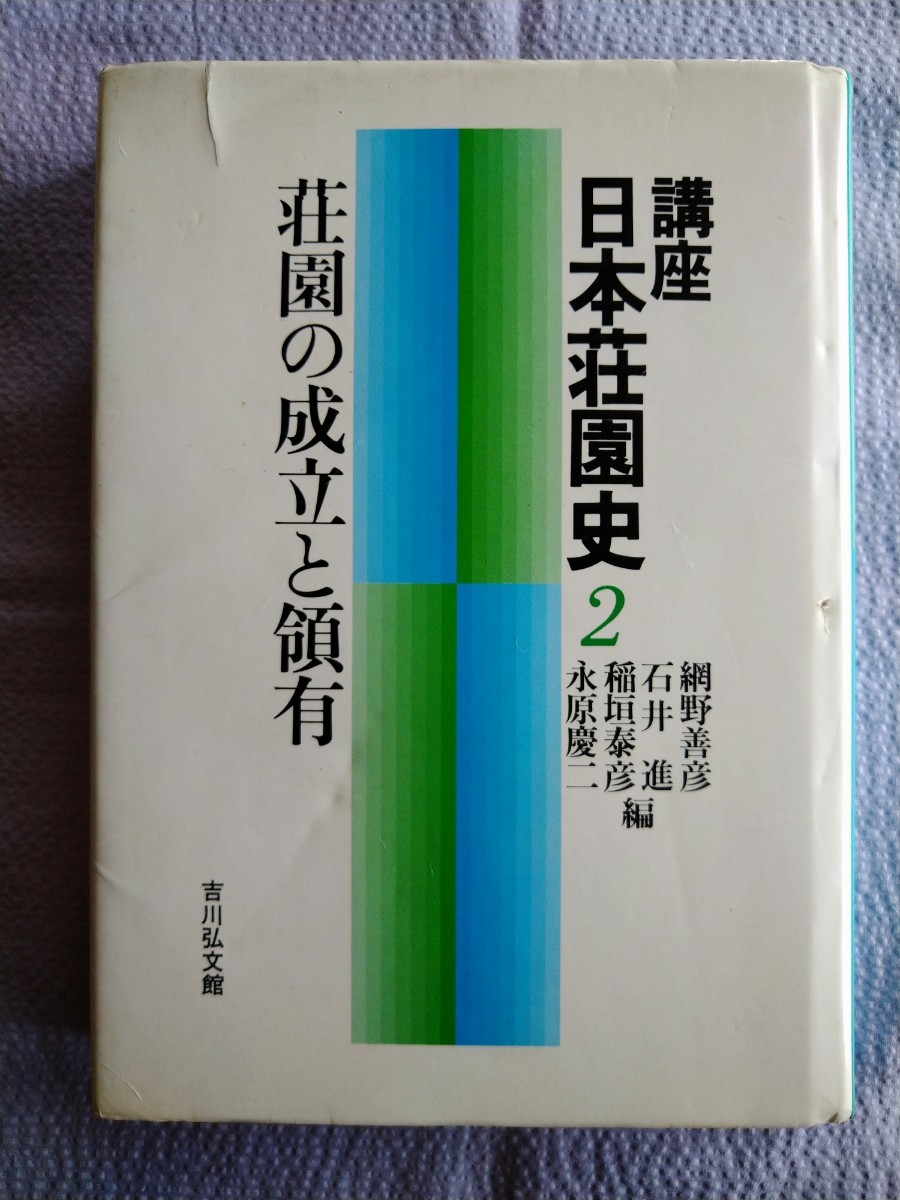 講座
日本荘園史2
網野善彦
石井進
稲垣泰彦
永原慶二
編
荘園の成立と領有
吉川弘文館